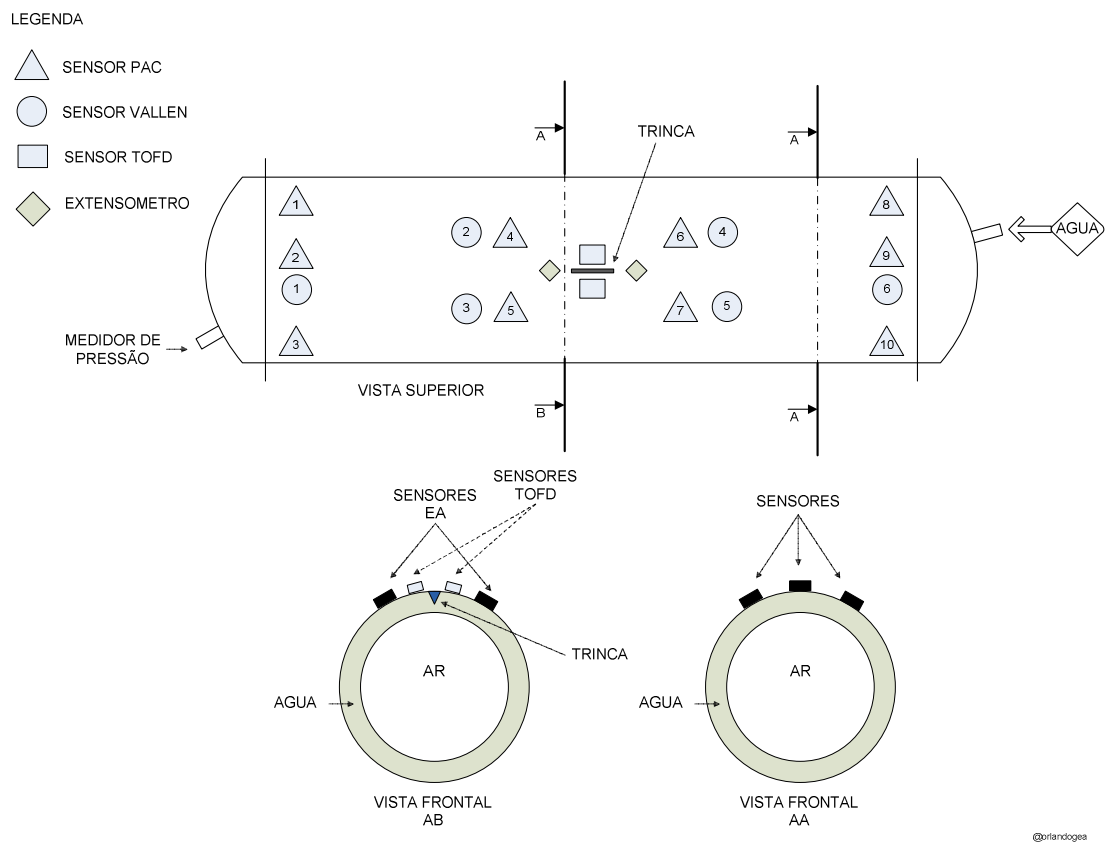 LEGENDA
SENSOR PAC
SENSOR VALLEN
SENSOR TOFD
EXTENSOMETRO
A
A
TRINCA
1
2
1
3
2
4
3
5
6
4
7
5
8
9
6
10
AGUA
MEDIDOR DE
PRESSÃO
VISTA SUPERIOR
B
A
SENSORES
EA
SENSORES
TOFD
SENSORES
AR
TRINCA
AGUA
VISTA FRONTAL
AB
AR
AGUA
VISTA FRONTAL
AA
@orlandogea